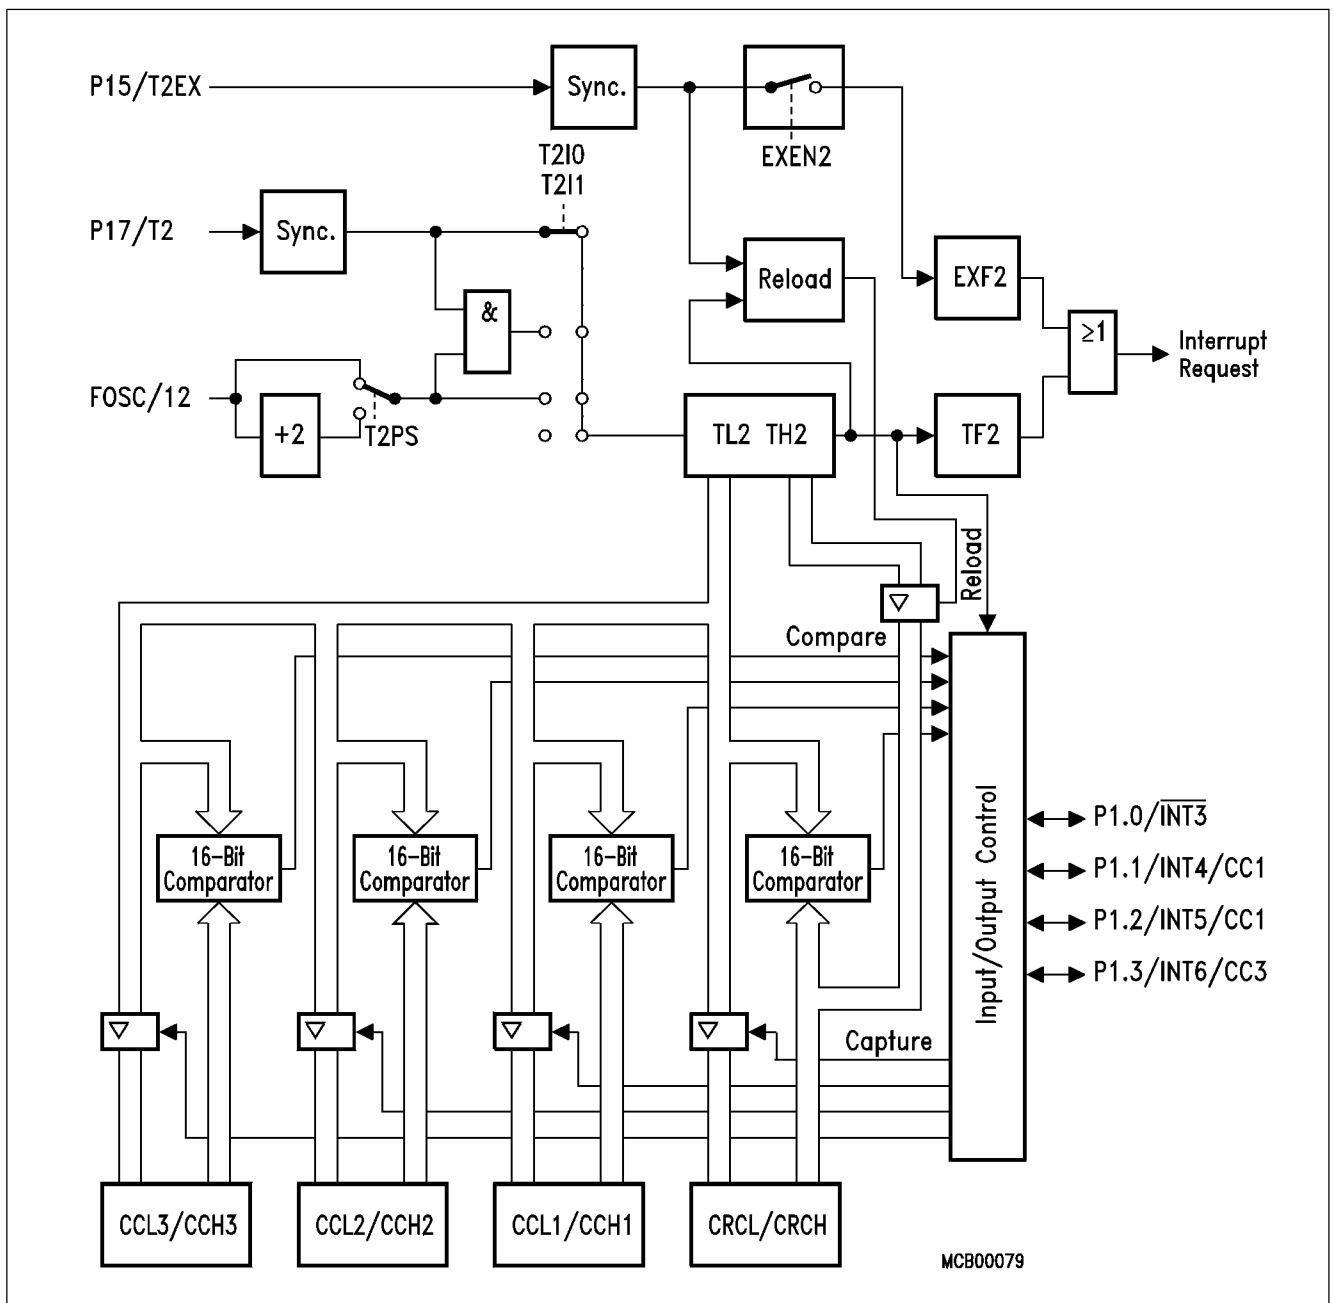 P15/T2EX
Sync.
EXEN2
T2I0
T2I1
P17/T2
Sync.
&
Reload
EXF2
≥1
Interrupt
Request
FOSC/12
+2
T2PS
TL2 TH2
TF2
Reload
Compare
16-Bit
Comparator
16-Bit
Comparator
16-Bit
Comparator
16-Bit
Comparator
Input/Output Control
P1.0/I̅N̅T̅3̅
P1.1/INT4/CC1
P1.2/INT5/CC1
P1.3/INT6/CC3
Capture
CCL3/CCH3
CCL2/CCH2
CCL1/CCH1
CRCL/CRCH
MCB00079